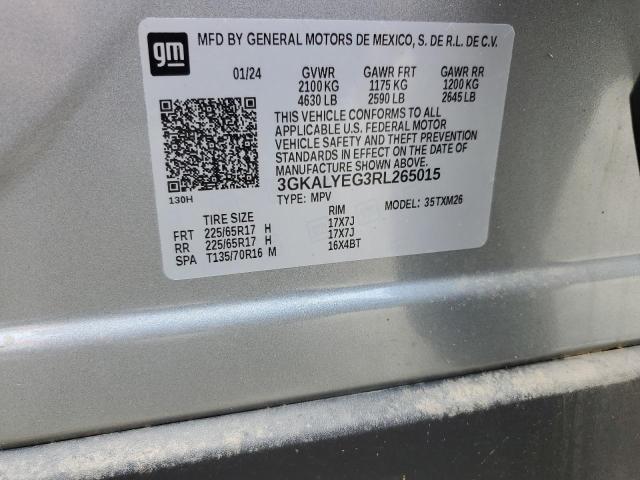 gm MFD BY GENERAL MOTORS DE MEXICO, S. DE R.L. DE C.V.
01/24 GVWR GAWR FRT GAWR RR
2100 KG 1175 KG 1200 KG
4630 LB 2590 LB 2645 LB
THIS VEHICLE CONFORMS TO ALL
APPLICABLE U.S. FEDERAL MOTOR
VEHICLE SAFETY AND THEFT PREVENTION
STANDARDS IN EFFECT ON THE DATE OF
MANUFACTURE SHOWN ABOVE.
130H 3GKALYEG3RL265015
TYPE: MPV MODEL: 35TXM26
TIRE SIZE RIM
FRT 225/65R17 H 17X7J
RR 225/65R17 H 17X7J
SPA T135/70R16 M 16X4BT